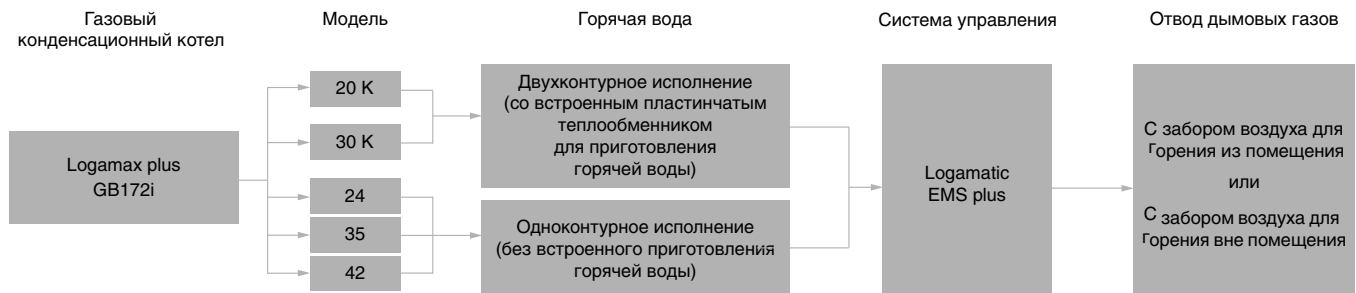 Газовый
конденсационный котел
Модель
Горячая вода
Система управления
Отвод дымовых газов
Logamax plus
GB172i
20 K
30 K
24
35
42
Двухконтурное исполнение
(со встроенным пластинчатым
теплообменником
для приготовления
горячей воды)
Одноконтурное исполнение
(без встроенного приготовления
горячей воды)
Logamatic
EMS plus
С забором воздуха для
горения из помещения
или
С забором воздуха для
горения вне помещения